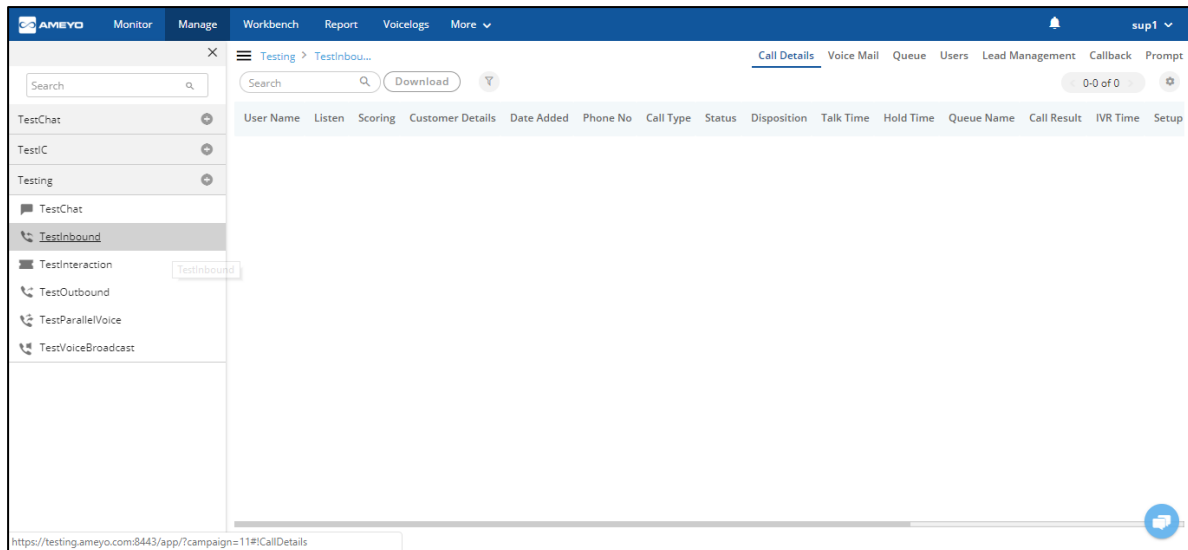 AMEYO Monitor Manage Workbench Report Voicelogs More sup1
Testing > TestInbou... Call Details Voice Mail Queue Users Lead Management Callback Prompt
Search Search Download 0-0 of 0
TestChat User Name Listen Scoring Customer Details Date Added Phone No Call Type Status Disposition Talk Time Hold Time Queue Name Call Result IVR Time Setup
TestIC
Testing
TestChat
TestInbound
TestInteraction TestInbound
TestOutbound
TestParallelVoice
TestVoiceBroadcast
https://testing.ameyo.com:8443/app/?campaign=11#!CallDetails